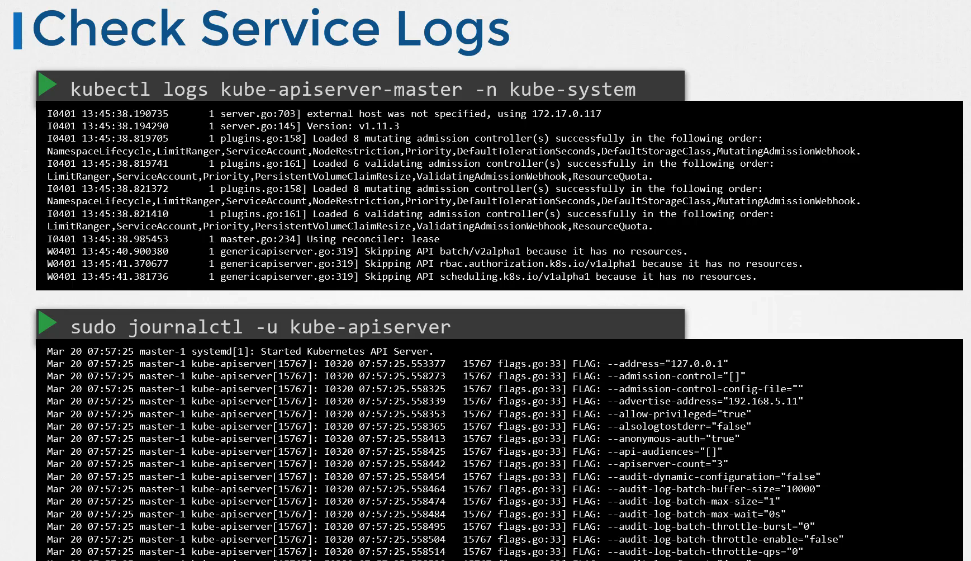 Check Service Logs
kubectl logs kube-apiserver-master -n kube-system
I0401 13:45:38.190735 1 server.go:703] external host was not specified, using 172.17.0.117
I0401 13:45:38.194290 1 server.go:145] Version: v1.11.3
I0401 13:45:38.819705 1 plugins.go:158] Loaded 8 mutating admission controller(s) successfully in the following order:
NamespaceLifecycle,LimitRanger,ServiceAccount,NodeRestriction,Priority,DefaultTolerationSeconds,DefaultStorageClass,MutatingAdmissionWebhook.
I0401 13:45:38.819741 1 plugins.go:161] Loaded 6 validating admission controller(s) successfully in the following order:
LimitRanger,ServiceAccount,Priority,PersistentVolumeClaimResize,ValidatingAdmissionWebhook,ResourceQuota.
I0401 13:45:38.821372 1 plugins.go:158] Loaded 8 mutating admission controller(s) successfully in the following order:
NamespaceLifecycle,LimitRanger,ServiceAccount,NodeRestriction,Priority,DefaultTolerationSeconds,DefaultStorageClass,MutatingAdmissionWebhook.
I0401 13:45:38.821410 1 plugins.go:161] Loaded 6 validating admission controller(s) successfully in the following order:
LimitRanger,ServiceAccount,Priority,PersistentVolumeClaimResize,ValidatingAdmissionWebhook,ResourceQuota.
I0401 13:45:38.985453 1 master.go:234] Using reconciler: lease
W0401 13:45:40.900380 1 genericapiserver.go:319] Skipping API batch/v2alpha1 because it has no resources.
W0401 13:45:41.370677 1 genericapiserver.go:319] Skipping API rbac.authorization.k8s.io/v1alpha1 because it has no resources.
W0401 13:45:41.381736 1 genericapiserver.go:319] Skipping API scheduling.k8s.io/v1alpha1 because it has no resources.
sudo journalctl -u kube-apiserver
Mar 20 07:57:25 master-1 systemd[1]: Started Kubernetes API Server.
Mar 20 07:57:25 master-1 kube-apiserver[15767]: I0320 07:57:25.553377 15767 flags.go:33] FLAG: --address="127.0.0.1"
Mar 20 07:57:25 master-1 kube-apiserver[15767]: I0320 07:57:25.558273 15767 flags.go:33] FLAG: --admission-control="[]"
Mar 20 07:57:25 master-1 kube-apiserver[15767]: I0320 07:57:25.558325 15767 flags.go:33] FLAG: --admission-control-config-file=""
Mar 20 07:57:25 master-1 kube-apiserver[15767]: I0320 07:57:25.558339 15767 flags.go:33] FLAG: --advertise-address="192.168.5.11"
Mar 20 07:57:25 master-1 kube-apiserver[15767]: I0320 07:57:25.558353 15767 flags.go:33] FLAG: --allow-privileged="true"
Mar 20 07:57:25 master-1 kube-apiserver[15767]: I0320 07:57:25.558365 15767 flags.go:33] FLAG: --alsologtostderr="false"
Mar 20 07:57:25 master-1 kube-apiserver[15767]: I0320 07:57:25.558413 15767 flags.go:33] FLAG: --anonymous-auth="true"
Mar 20 07:57:25 master-1 kube-apiserver[15767]: I0320 07:57:25.558425 15767 flags.go:33] FLAG: --api-audiences="[]"
Mar 20 07:57:25 master-1 kube-apiserver[15767]: I0320 07:57:25.558442 15767 flags.go:33] FLAG: --apiserver-count="3"
Mar 20 07:57:25 master-1 kube-apiserver[15767]: I0320 07:57:25.558454 15767 flags.go:33] FLAG: --audit-dynamic-configuration="false"
Mar 20 07:57:25 master-1 kube-apiserver[15767]: I0320 07:57:25.558464 15767 flags.go:33] FLAG: --audit-log-batch-buffer-size="10000"
Mar 20 07:57:25 master-1 kube-apiserver[15767]: I0320 07:57:25.558474 15767 flags.go:33] FLAG: --audit-log-batch-max-size="1"
Mar 20 07:57:25 master-1 kube-apiserver[15767]: I0320 07:57:25.558484 15767 flags.go:33] FLAG: --audit-log-batch-max-wait="0s"
Mar 20 07:57:25 master-1 kube-apiserver[15767]: I0320 07:57:25.558495 15767 flags.go:33] FLAG: --audit-log-batch-throttle-burst="0"
Mar 20 07:57:25 master-1 kube-apiserver[15767]: I0320 07:57:25.558504 15767 flags.go:33] FLAG: --audit-log-batch-throttle-enable="false"
Mar 20 07:57:25 master-1 kube-apiserver[15767]: I0320 07:57:25.558514 15767 flags.go:33] FLAG: --audit-log-batch-throttle-qps="0"